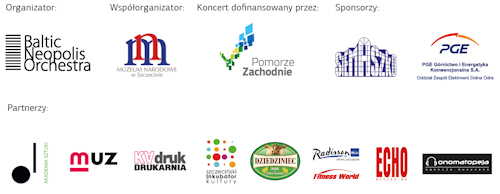 Organizator:
Współorganizator:
Koncert dofinansowany przez:
Sponsorzy:
Baltic
Neopolis
Orchestra
MUZEUM NARODOWE
w Szczecinie
Pomorze
Zachodnie
PGE
PGE Górnictwo i Energetyka
Konwencjonalna S.A.
Oddział Zespół Elektrowni Dolna Odra
Partnerzy:
AKADEMIA SZTUKI
MUZ
KAdruk
DRUKARNIA
szczeciński
inkubator
kultury
DZIEDZINIEC
Radisson
Fitness World
ECHO
SZCZECINA
onomatopeja